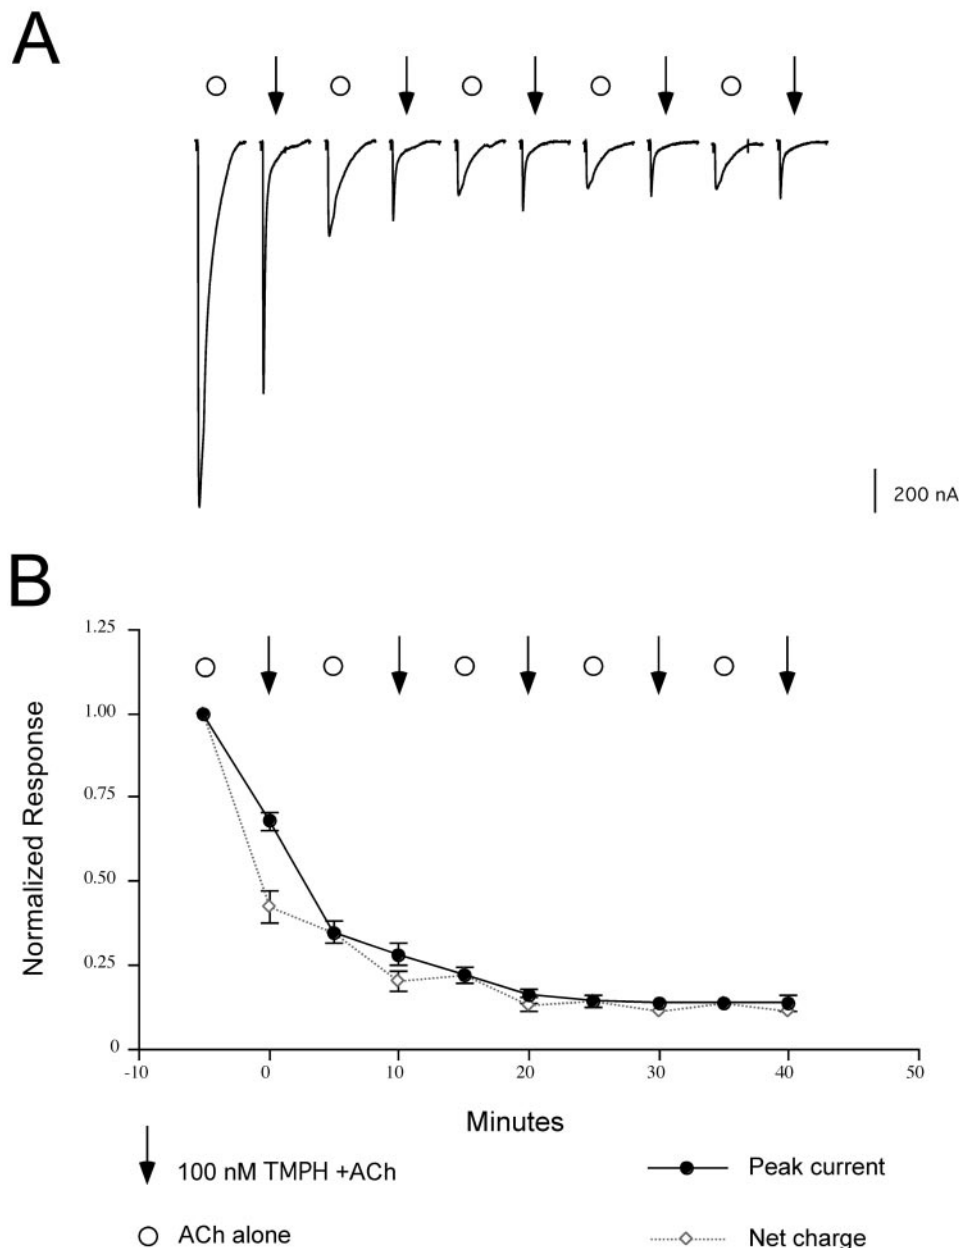 A
200 nA
B
1.25
1.00
0.75
0.50
0.25
0
Normalized Response
-10 0 10 20 30 40 50
Minutes
100 nM TMPH +ACh
Peak current
ACh alone
Net charge